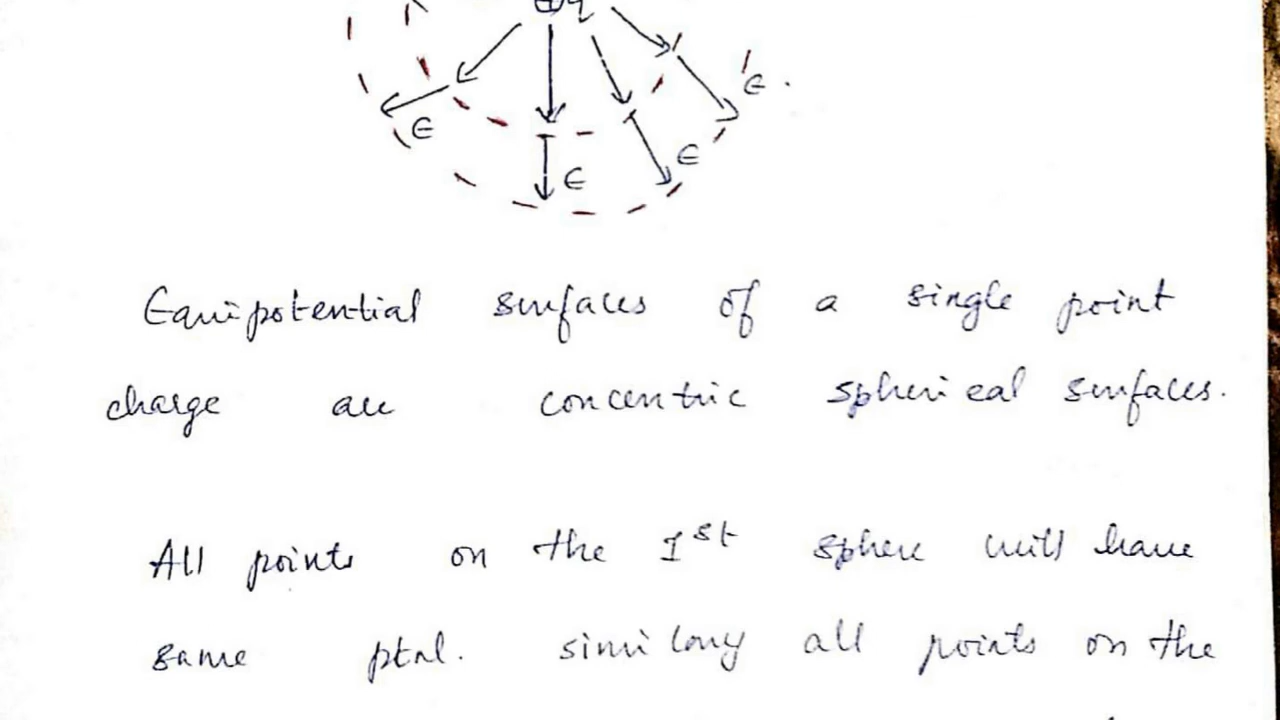 q
E
E
E
E
Equipotential surfaces of a single point
charge are concentric spherical surfaces.
All points on the 1st sphere will have
same ptnl. similary all points on the